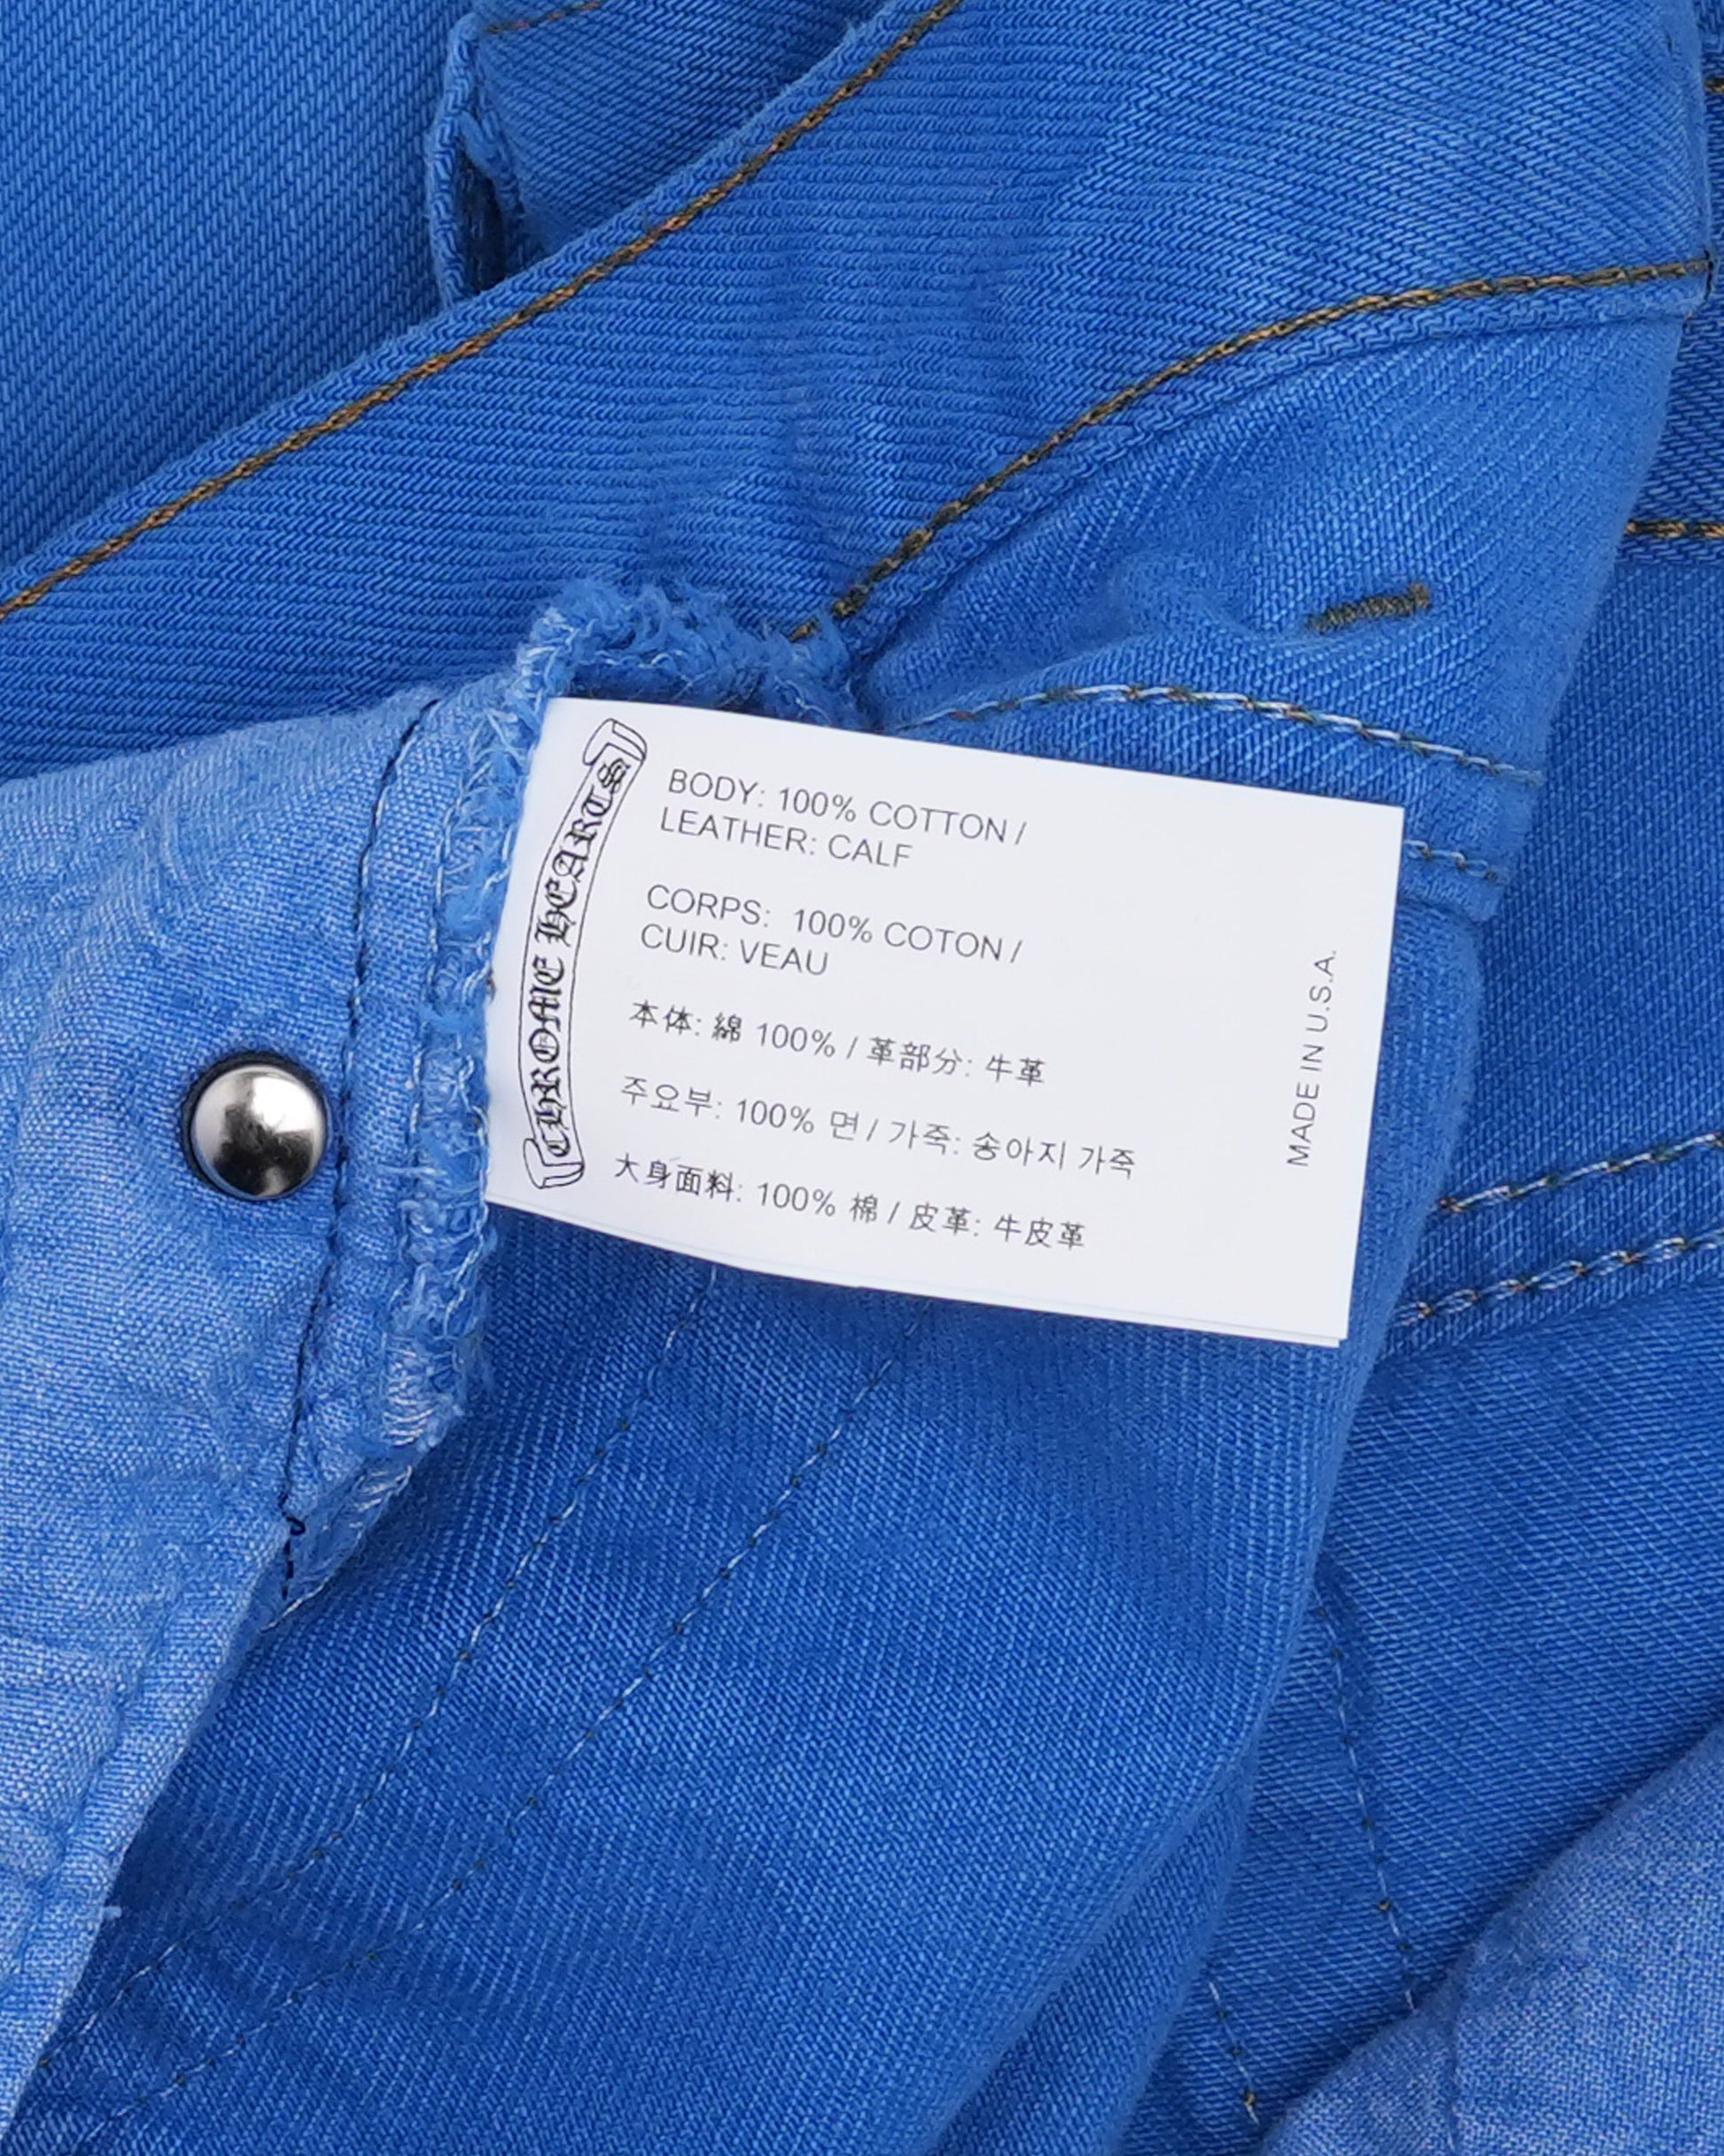 CHROME HEARTS
BODY: 100% COTTON /
LEATHER: CALF
CORPS: 100% COTON /
CUIR: VEAU
本体: 綿 100% / 革部分: 牛革
주요부: 100% 면 / 가죽: 송아지 가죽
大身面料: 100% 棉 / 皮革: 牛皮革
MADE IN U.S.A.